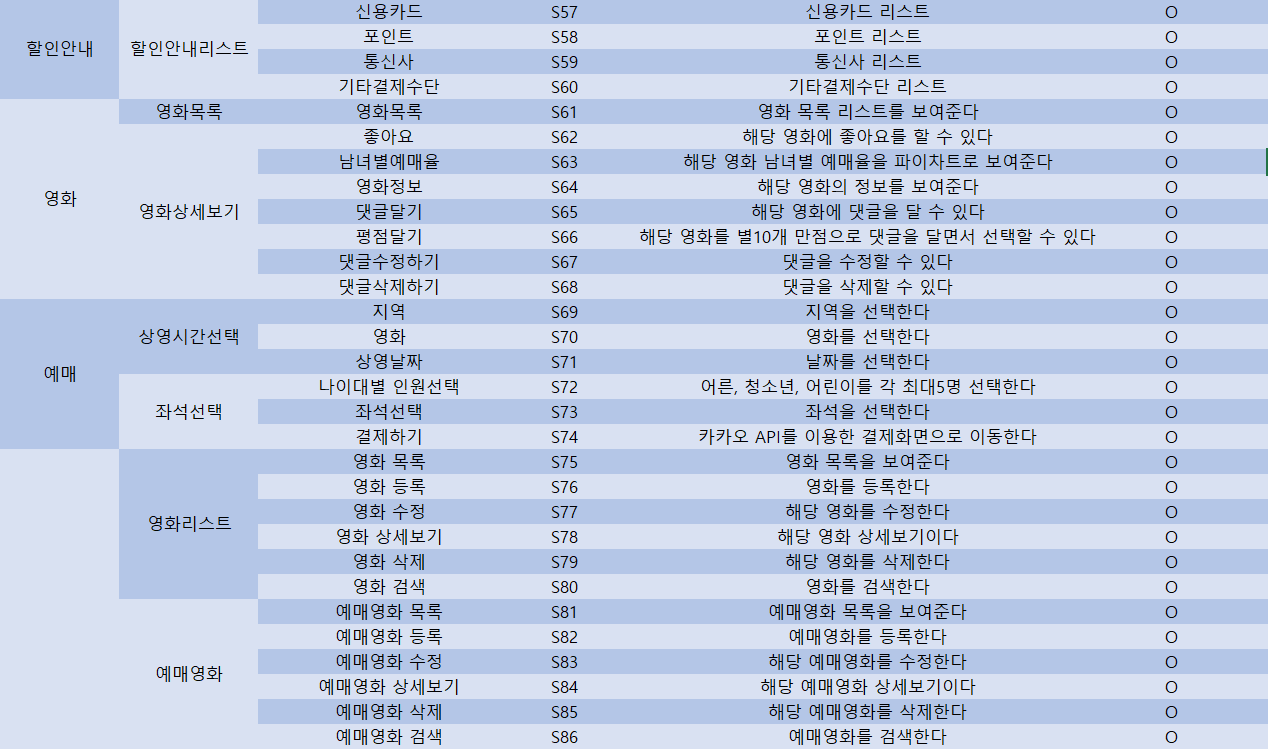 할인안내 할인안내리스트 신용카드 S57 신용카드 리스트 O
포인트 S58 포인트 리스트 O
통신사 S59 통신사 리스트 O
기타결제수단 S60 기타결제수단 리스트 O
영화 영화목록 영화목록 S61 영화 목록 리스트를 보여준다 O
영화상세보기 좋아요 S62 해당 영화에 좋아요를 할 수 있다 O
남녀별예매율 S63 해당 영화 남녀별 예매율을 파이차트로 보여준다 O
영화정보 S64 해당 영화의 정보를 보여준다 O
댓글달기 S65 해당 영화에 댓글을 달 수 있다 O
평점달기 S66 해당 영화를 별10개 만점으로 댓글을 달면서 선택할 수 있다 O
댓글수정하기 S67 댓글을 수정할 수 있다 O
댓글삭제하기 S68 댓글을 삭제할 수 있다 O
예매 상영시간선택 지역 S69 지역을 선택한다 O
영화 S70 영화를 선택한다 O
상영날짜 S71 날짜를 선택한다 O
좌석선택 나이대별 인원선택 S72 어른, 청소년, 어린이를 각 최대5명 선택한다 O
좌석선택 S73 좌석을 선택한다 O
결제하기 S74 카카오 API를 이용한 결제화면으로 이동한다 O
영화리스트 영화 목록 S75 영화 목록을 보여준다 O
영화 등록 S76 영화를 등록한다 O
영화 수정 S77 해당 영화를 수정한다 O
영화 상세보기 S78 해당 영화 상세보기이다 O
영화 삭제 S79 해당 영화를 삭제한다 O
영화 검색 S80 영화를 검색한다 O
예매영화 예매영화 목록 S81 예매영화 목록을 보여준다 O
예매영화 등록 S82 예매영화를 등록한다 O
예매영화 수정 S83 해당 예매영화를 수정한다 O
예매영화 상세보기 S84 해당 예매영화 상세보기이다 O
예매영화 삭제 S85 해당 예매영화를 삭제한다 O
예매영화 검색 S86 예매영화를 검색한다 O